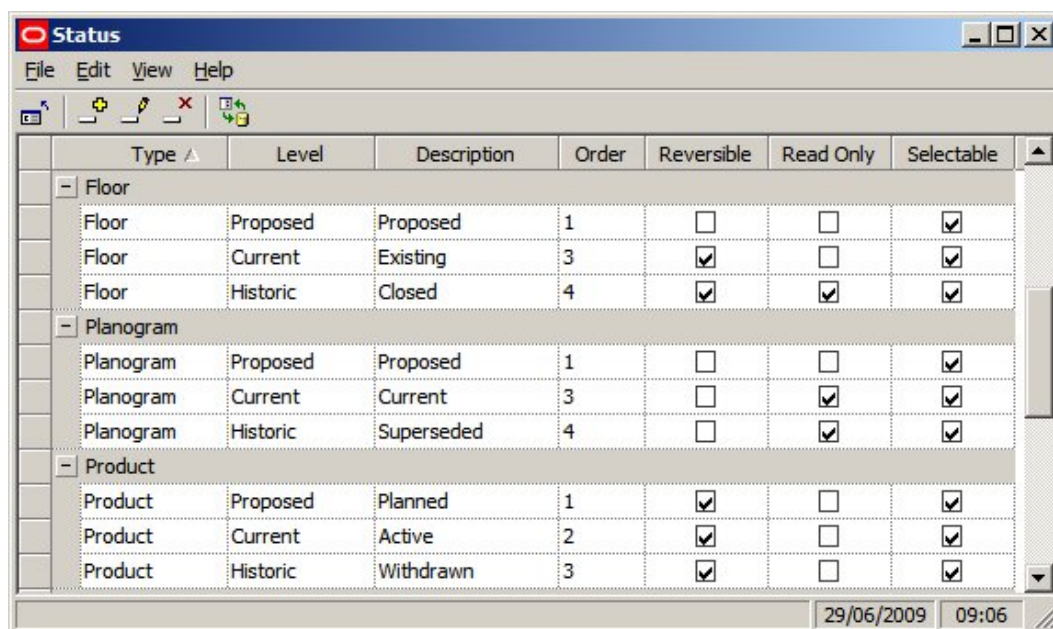 Status
File Edit View Help
Type Level Description Order Reversible Read Only Selectable
Floor
Floor Proposed Proposed 1
Floor Current Existing 3
Floor Historic Closed 4
Planogram
Planogram Proposed Proposed 1
Planogram Current Current 3
Planogram Historic Superseded 4
Product
Product Proposed Planned 1
Product Current Active 2
Product Historic Withdrawn 3
29/06/2009 09:06